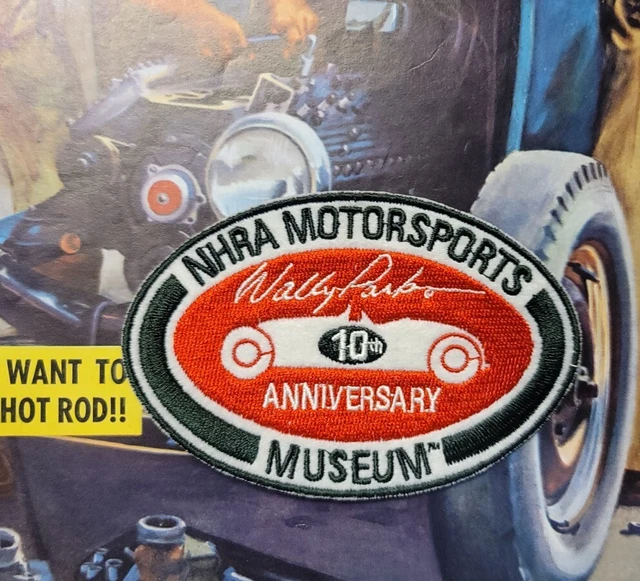 NHRA MOTORSPORTS
Wally Parks
10th
ANNIVERSARY
MUSEUM™
WANT TO
HOT ROD!!